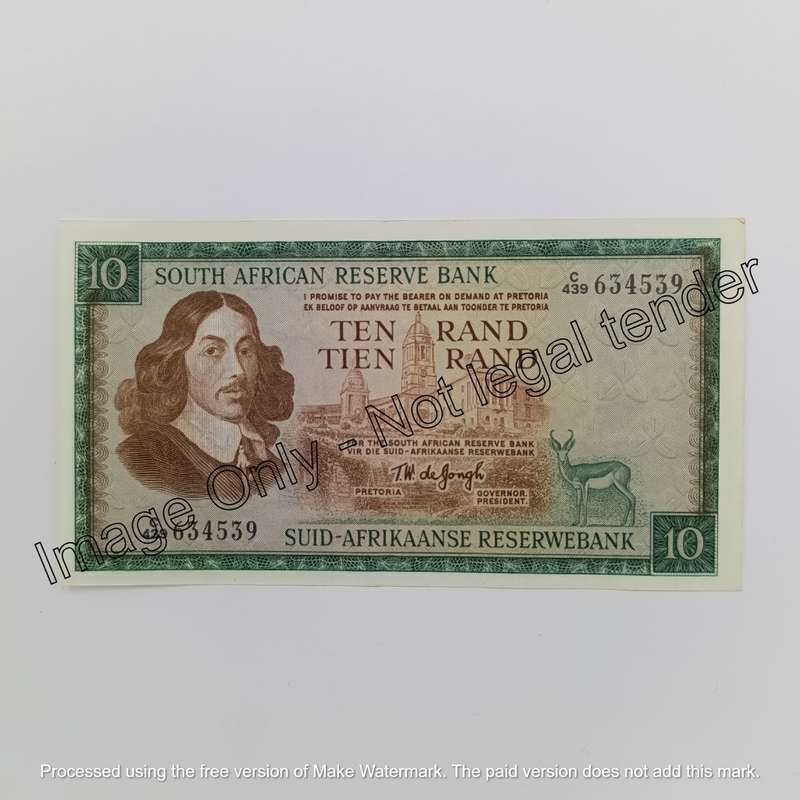 10
SOUTH AFRICAN RESERVE BANK
C/439 634539
I PROMISE TO PAY THE BEARER ON DEMAND AT PRETORIA
EK BELOOF OP AANVRAAG TE BETAAL AAN TOONDER TE PRETORIA
TEN RAND
TIEN RAND
FOR THE SOUTH AFRICAN RESERVE BANK
VIR DIE SUID-AFRIKAANSE RESERWEBANK
T.W. de Jongh
PRETORIA
GOVERNOR.
PRESIDENT.
C/439 634539
SUID-AFRIKAANSE RESERWEBANK
10
Image Only - Not legal tender
Processed using the free version of Make Watermark. The paid version does not add this mark.